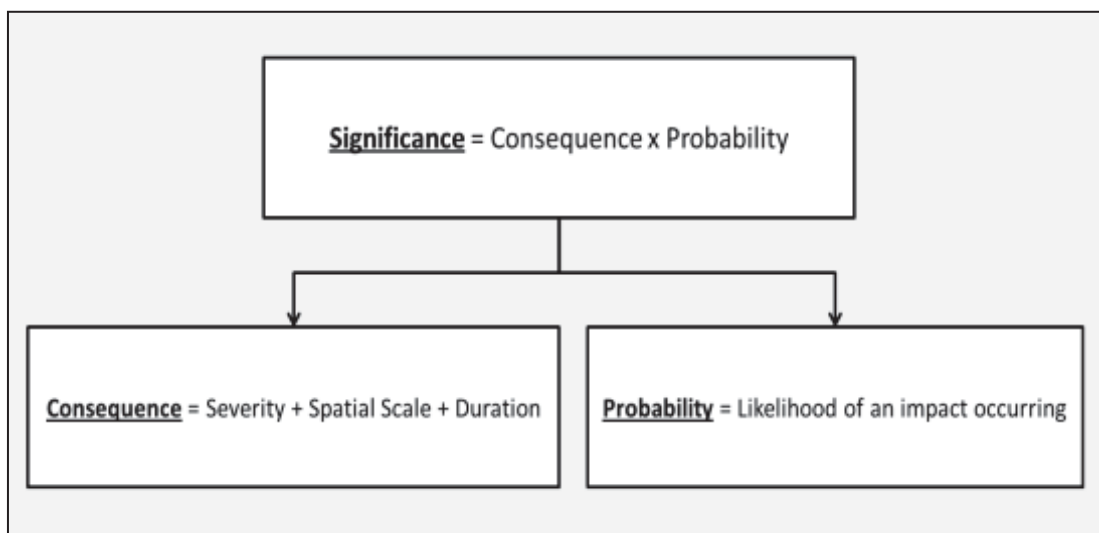 Significance = Consequence x Probability
Consequence = Severity + Spatial Scale + Duration
Probability = Likelihood of an impact occurring